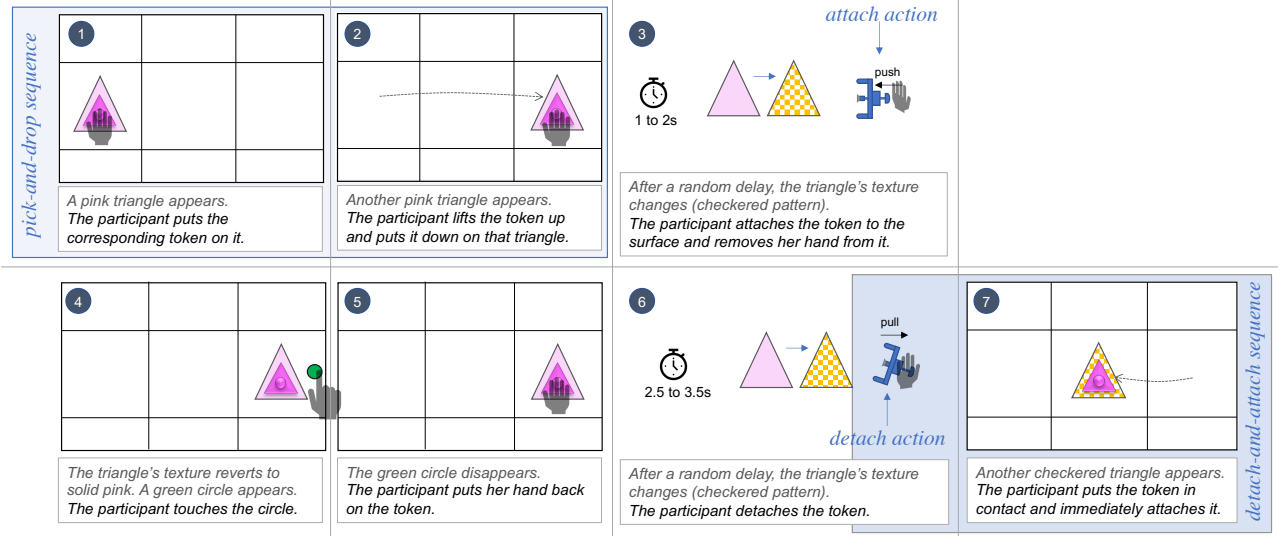 pick-and-drop sequence
1
A pink triangle appears.
The participant puts the
corresponding token on it.
2
Another pink triangle appears.
The participant lifts the token up
and puts it down on that triangle.
3
attach action
push
1 to 2s
After a random delay, the triangle's texture
changes (checkered pattern).
The participant attaches the token to the
surface and removes her hand from it.
4
The triangle's texture reverts to
solid pink. A green circle appears.
The participant touches the circle.
5
The green circle disappears.
The participant puts her hand back
on the token.
6
pull
2.5 to 3.5s
detach action
After a random delay, the triangle's texture
changes (checkered pattern).
The participant detaches the token.
7
Another checkered triangle appears.
The participant puts the token in
contact and immediately attaches it.
detach-and-attach sequence